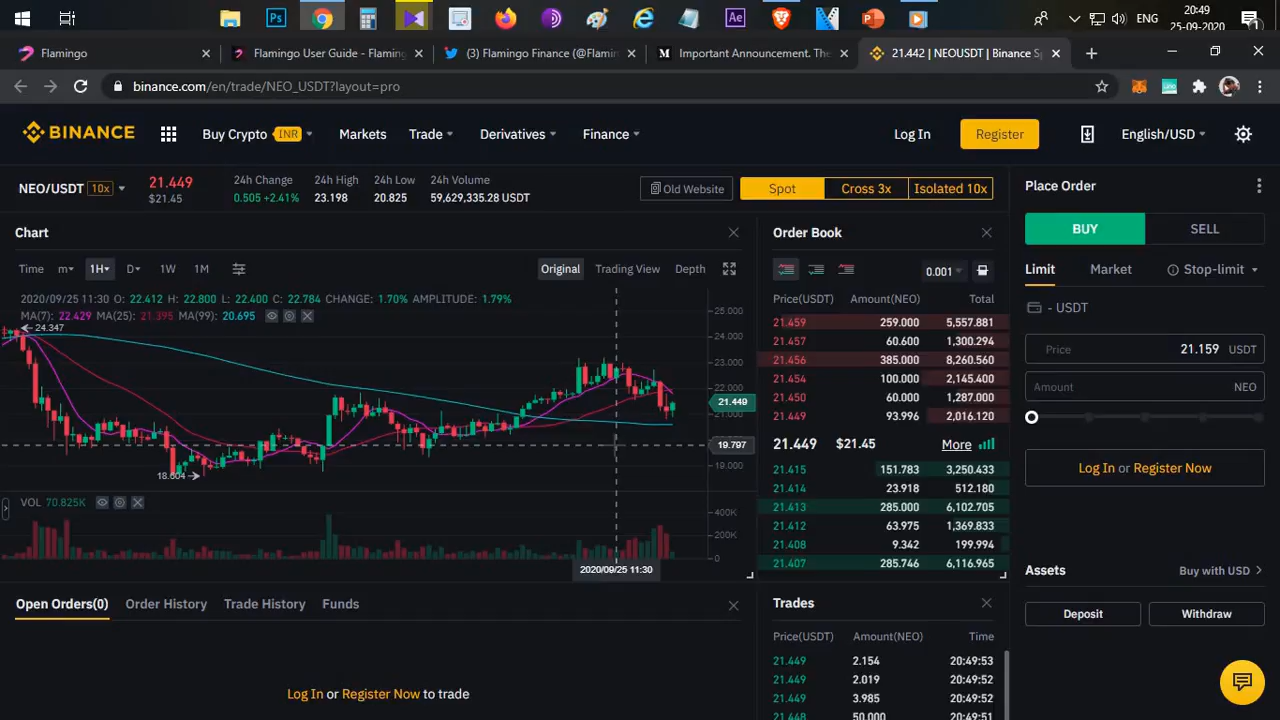 20:49
ENG
25-09-2020
Ps
Ae
Flamingo
Flamingo User Guide - Flaming
(3) Flamingo Finance (@Flamin
Important Announcement. The
21.442 | NEOUSDT | Binance Sp
binance.com/en/trade/NEO_USDT?layout=pro
BINANCE
Buy Crypto INR
Markets
Trade
Derivatives
Finance
Log In
Register
English/USD
NEO/USDT 10x
21.449
$21.45
24h Change
0.505 +2.41%
24h High
23.198
24h Low
20.825
24h Volume
59,629,335.28 USDT
Old Website
Spot
Cross 3x
Isolated 10x
Chart
Time m 1H D 1W 1M
Original Trading View Depth
2020/09/25 11:30 O: 22.412 H: 22.800 L: 22.400 C: 22.784 CHANGE: 1.70% AMPLITUDE: 1.79%
MA(7): 22.429 MA(25): 21.395 MA(99): 20.695
24.347
18.604
25.000
24.000
23.000
22.000
21.449
21.000
19.797
19.000
VOL 70.825K
400K
200K
0
2020/09/25 11:30
Order Book
0.001
Price(USDT) Amount(NEO) Total
21.459 259.000 5,557.881
21.457 60.600 1,300.294
21.456 385.000 8,260.560
21.454 100.000 2,145.400
21.450 60.000 1,287.000
21.449 93.996 2,016.120
21.449 $21.45 More
21.415 151.783 3,250.433
21.414 23.918 512.180
21.413 285.000 6,102.705
21.412 63.975 1,369.833
21.408 9.342 199.994
21.407 285.746 6,116.965
Place Order
BUY SELL
Limit Market Stop-limit
- USDT
Price 21.159 USDT
Amount NEO
Log In or Register Now
Assets Buy with USD
Deposit Withdraw
Open Orders(0) Order History Trade History Funds
Log In or Register Now to trade
Trades
Price(USDT) Amount(NEO) Time
21.449 2.154 20:49:53
21.449 2.019 20:49:52
21.449 3.985 20:49:52
21.448 50.000 20:49:51